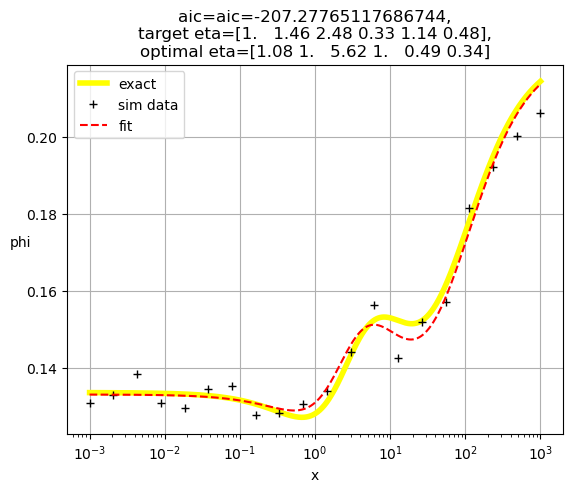 aic=aic=-207.27765117686744,
target eta=[1.   1.46 2.48 0.33 1.14 0.48],
optimal eta=[1.08 1.   5.62 1.   0.49 0.34]
exact
sim data
fit
0.20
0.18
phi
0.16
0.14
10⁻³ 10⁻² 10⁻¹ 10⁰ 10¹ 10² 10³
x